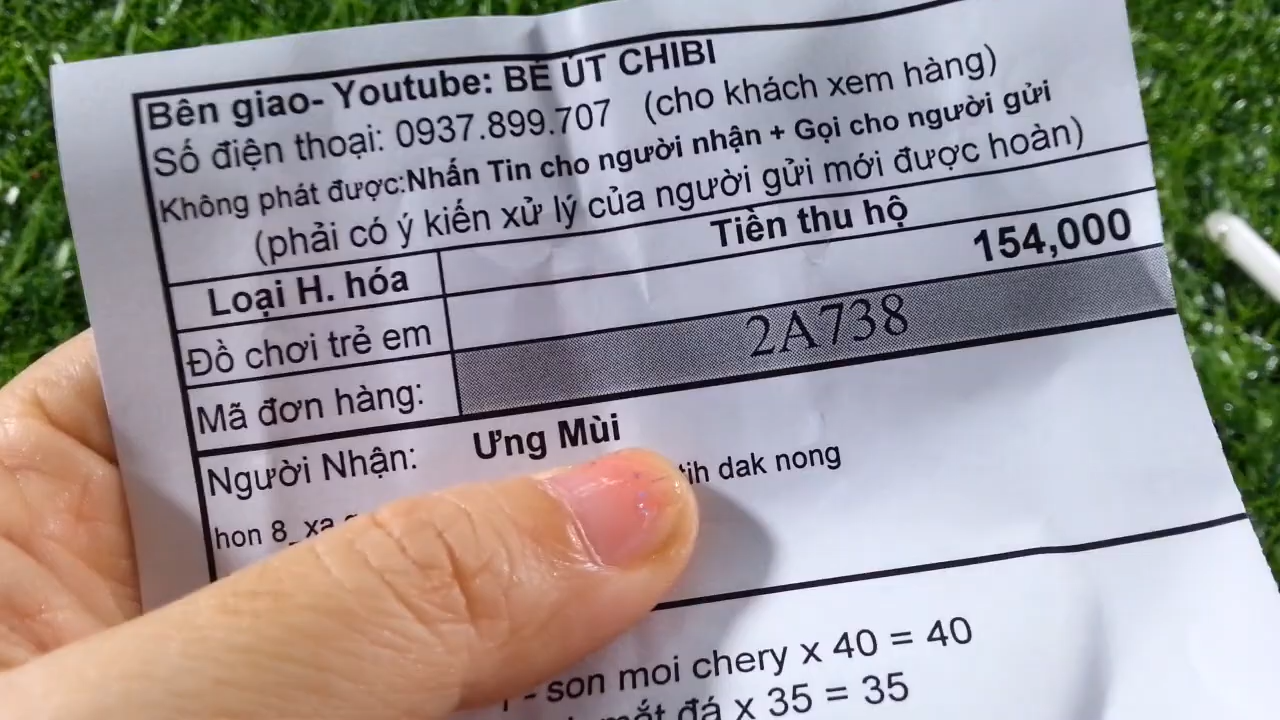 Bên giao- Youtube: BÉ ÚT CHIBI
Số điện thoại: 0937.899.707 (cho khách xem hàng)
Không phát được:Nhấn Tin cho người nhận + Gọi cho người gửi
(phải có ý kiến xử lý của người gửi mới được hoàn)
Loại H. hóa Tiền thu hộ
Đồ chơi trẻ em 154,000
Mã đơn hàng: 2A738
Người Nhận: Ưng Mùi
hon 8_ xa tih dak nong
- son moi chery x 40 = 40
mắt đá x 35 = 35